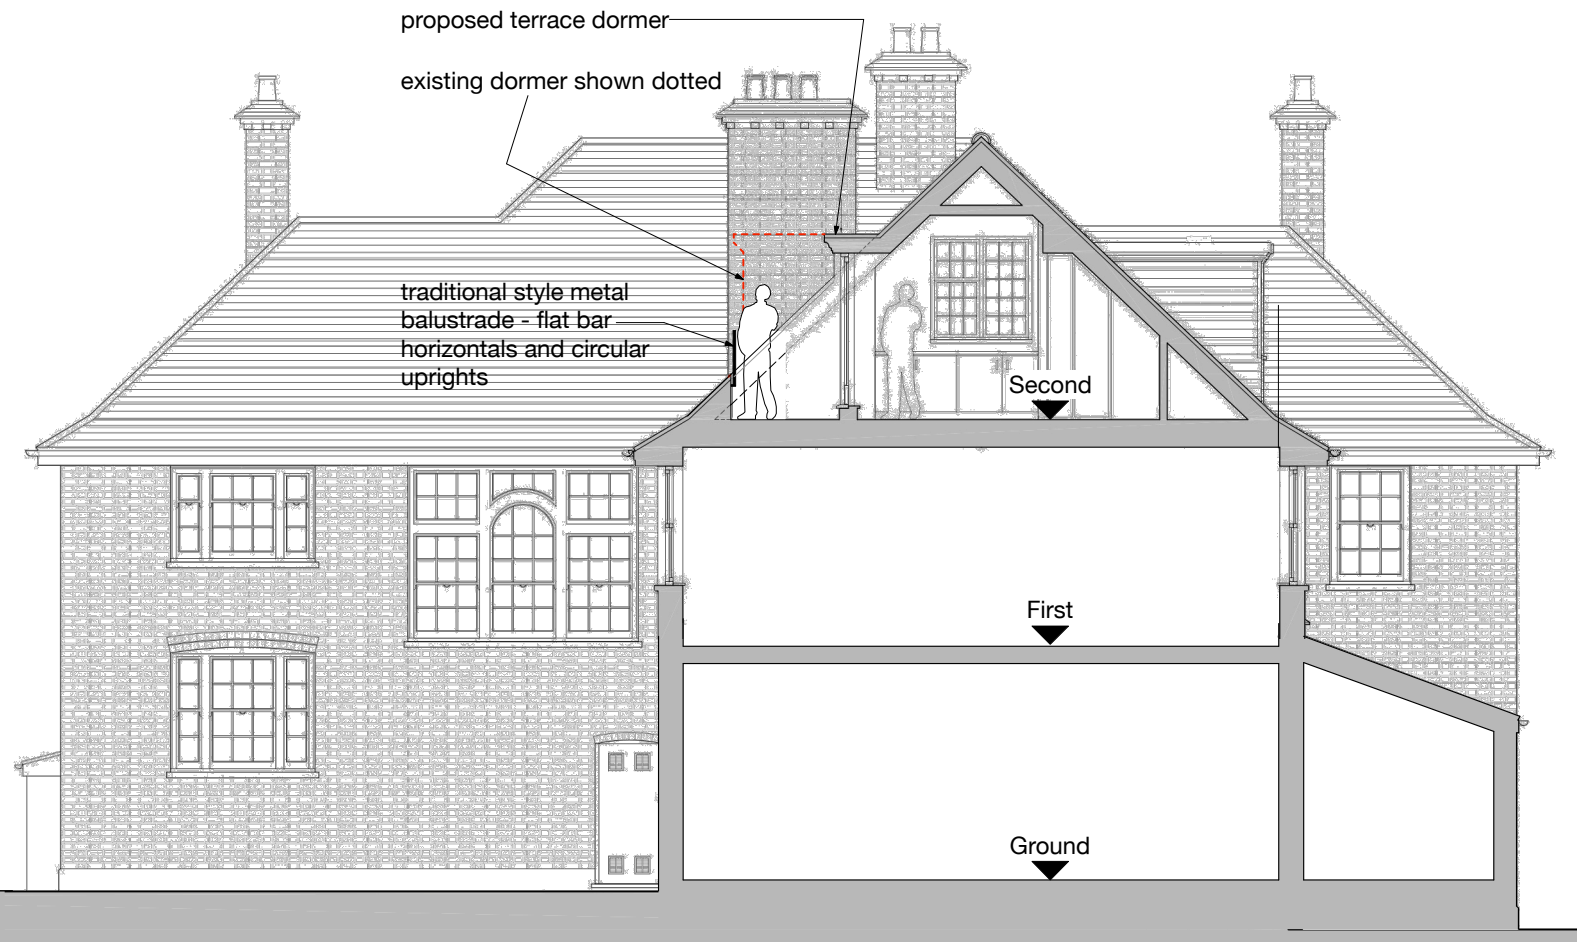 proposed terrace dormer
existing dormer shown dotted
traditional style metal
balustrade - flat bar
horizontals and circular
uprights
Second
First
Ground